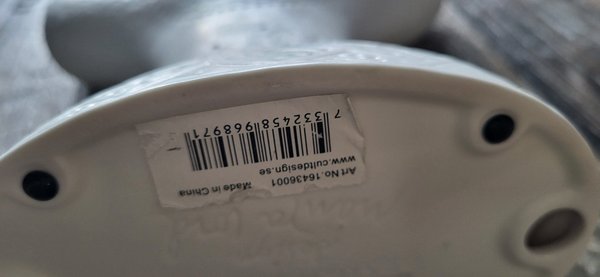 Art No.16436001 Made in China
www.cultdesign.se
7 332458 968971